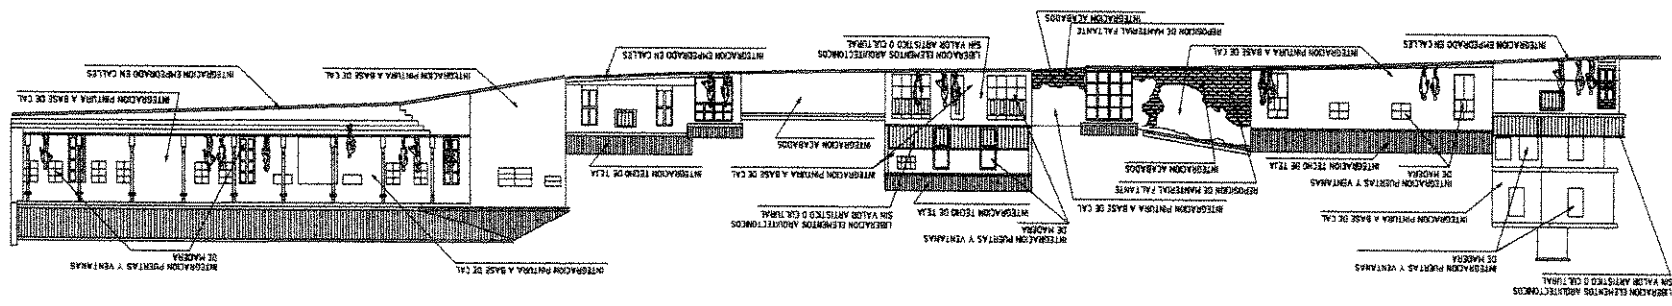 LIBERACION ELEMENTOS ARQUITECTONICOS
SIN VALOR ARTISTICO O CULTURAL
INTEGRACION PUERTAS Y VENTANAS
DE MADERA
INTEGRACION PINTURA A BASE DE CAL
INTEGRACION PUERTAS Y VENTANAS
DE MADERA
INTEGRACION TECHO DE TEJA
INTEGRACION EMPEDRADO EN CALLES
INTEGRACION PINTURA A BASE DE CAL
INTEGRACION PUERTAS Y VENTANAS
DE MADERA
INTEGRACION PINTURA A BASE DE CAL
REPOSICION DE MANTERIAL FALTANTE
INTEGRACION ACABADOS
REPOSICION DE MANTERIAL FALTANTE
INTEGRACION ACABADOS
INTEGRACION TECHO DE TEJA
LIBERACION ELEMENTOS ARQUITECTONICOS
SIN VALOR ARTISTICO O CULTURAL
INTEGRACION PINTURA A BASE DE CAL
INTEGRACION ACABADOS
LIBERACION ELEMENTOS ARQUITECTONICOS
SIN VALOR ARTISTICO O CULTURAL
INTEGRACION TECHO DE TEJA
INTEGRACION EMPEDRADO EN CALLES
INTEGRACION PINTURA A BASE DE CAL
INTEGRACION PINTURA A BASE DE CAL
INTEGRACION PUERTAS Y VENTANAS
DE MADERA
INTEGRACION PINTURA A BASE DE CAL
INTEGRACION EMPEDRADO EN CALLES